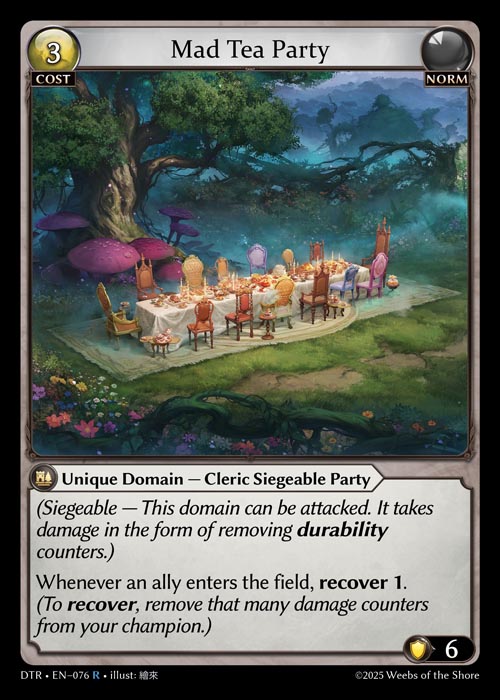 3
COST
Mad Tea Party
NORM
Unique Domain — Cleric Siegeable Party
(Siegeable — This domain can be attacked. It takes
damage in the form of removing durability
counters.)
Whenever an ally enters the field, recover 1.
(To recover, remove that many damage counters
from your champion.)
6
DTR • EN–076 R • illust: 繪來
©2025 Weebs of the Shore